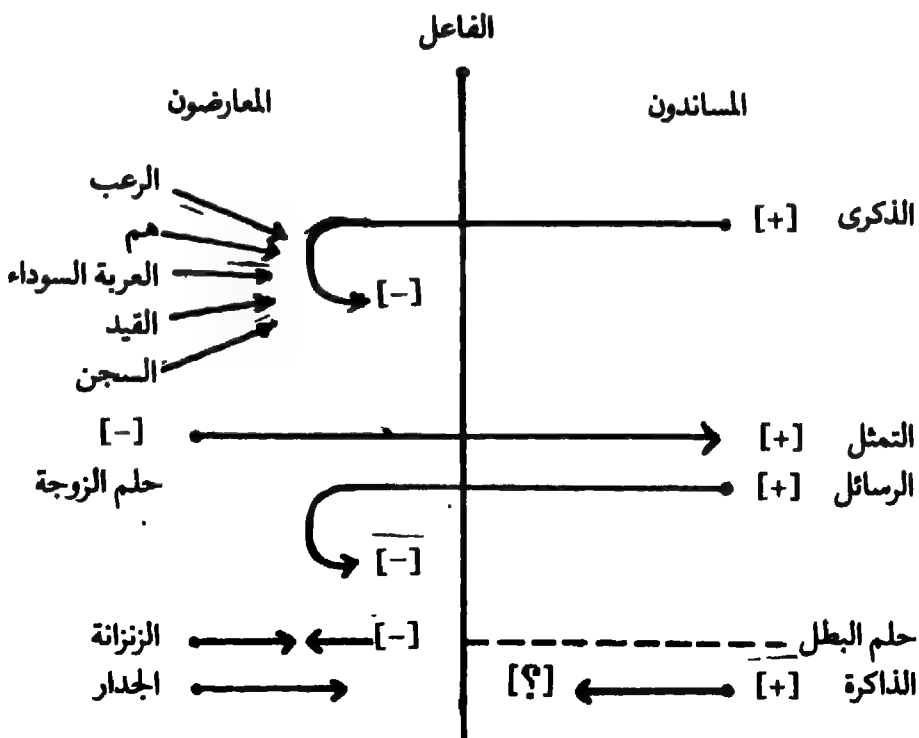 الفاعل
المساندون المعارضون
الرعب
الذكرى [+]
هم
العربة السوداء
[-]
القيد
السجن
التمثل [+] [-]
الرسائل [+] حلم الزوجة
[-]
حلم البطل [-] الزنزانة
الذاكرة [+] [؟] الجدار